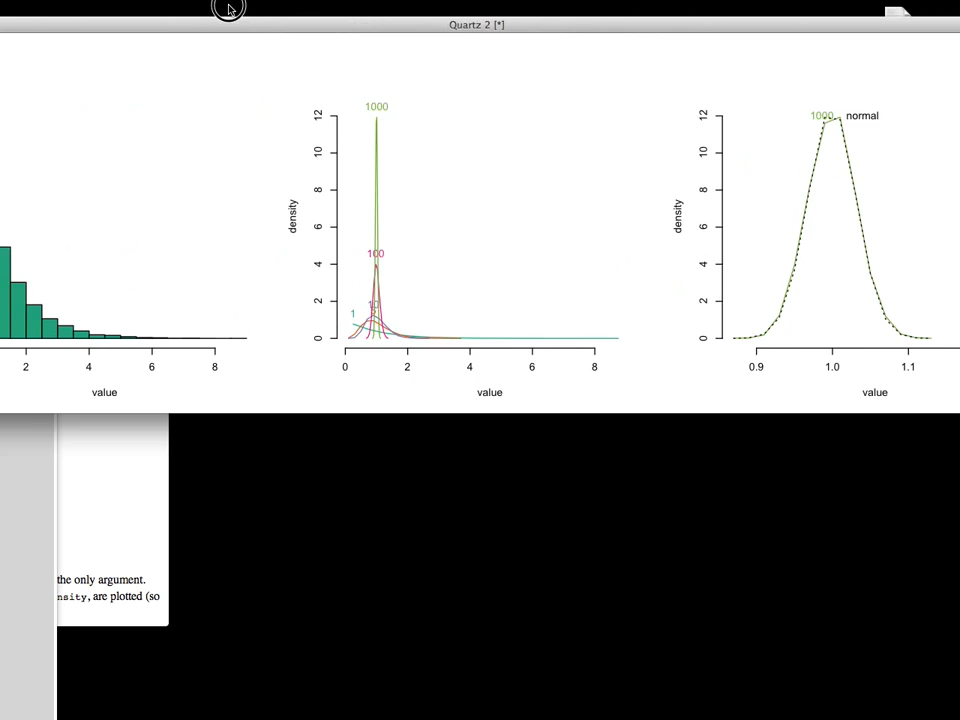 Quartz 2 [*]
2 4 6 8
value
density
0 2 4 6 8 10 12
1000
100
10
1
0 2 4 6 8
value
density
0 2 4 6 8 10 12
1000 normal
0.9 1.0 1.1
value
the only argument.
nsity, are plotted (so